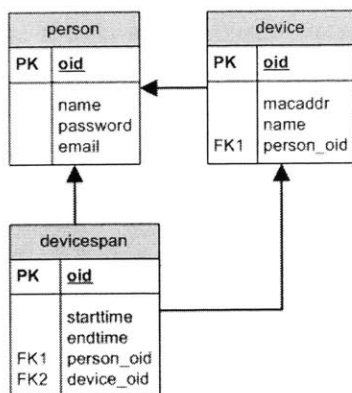 person
PK oid
name
password
email
device
PK oid
macaddr
name
FK1 person_oid
devicespan
PK oid
starttime
endtime
FK1 person_oid
FK2 device_oid